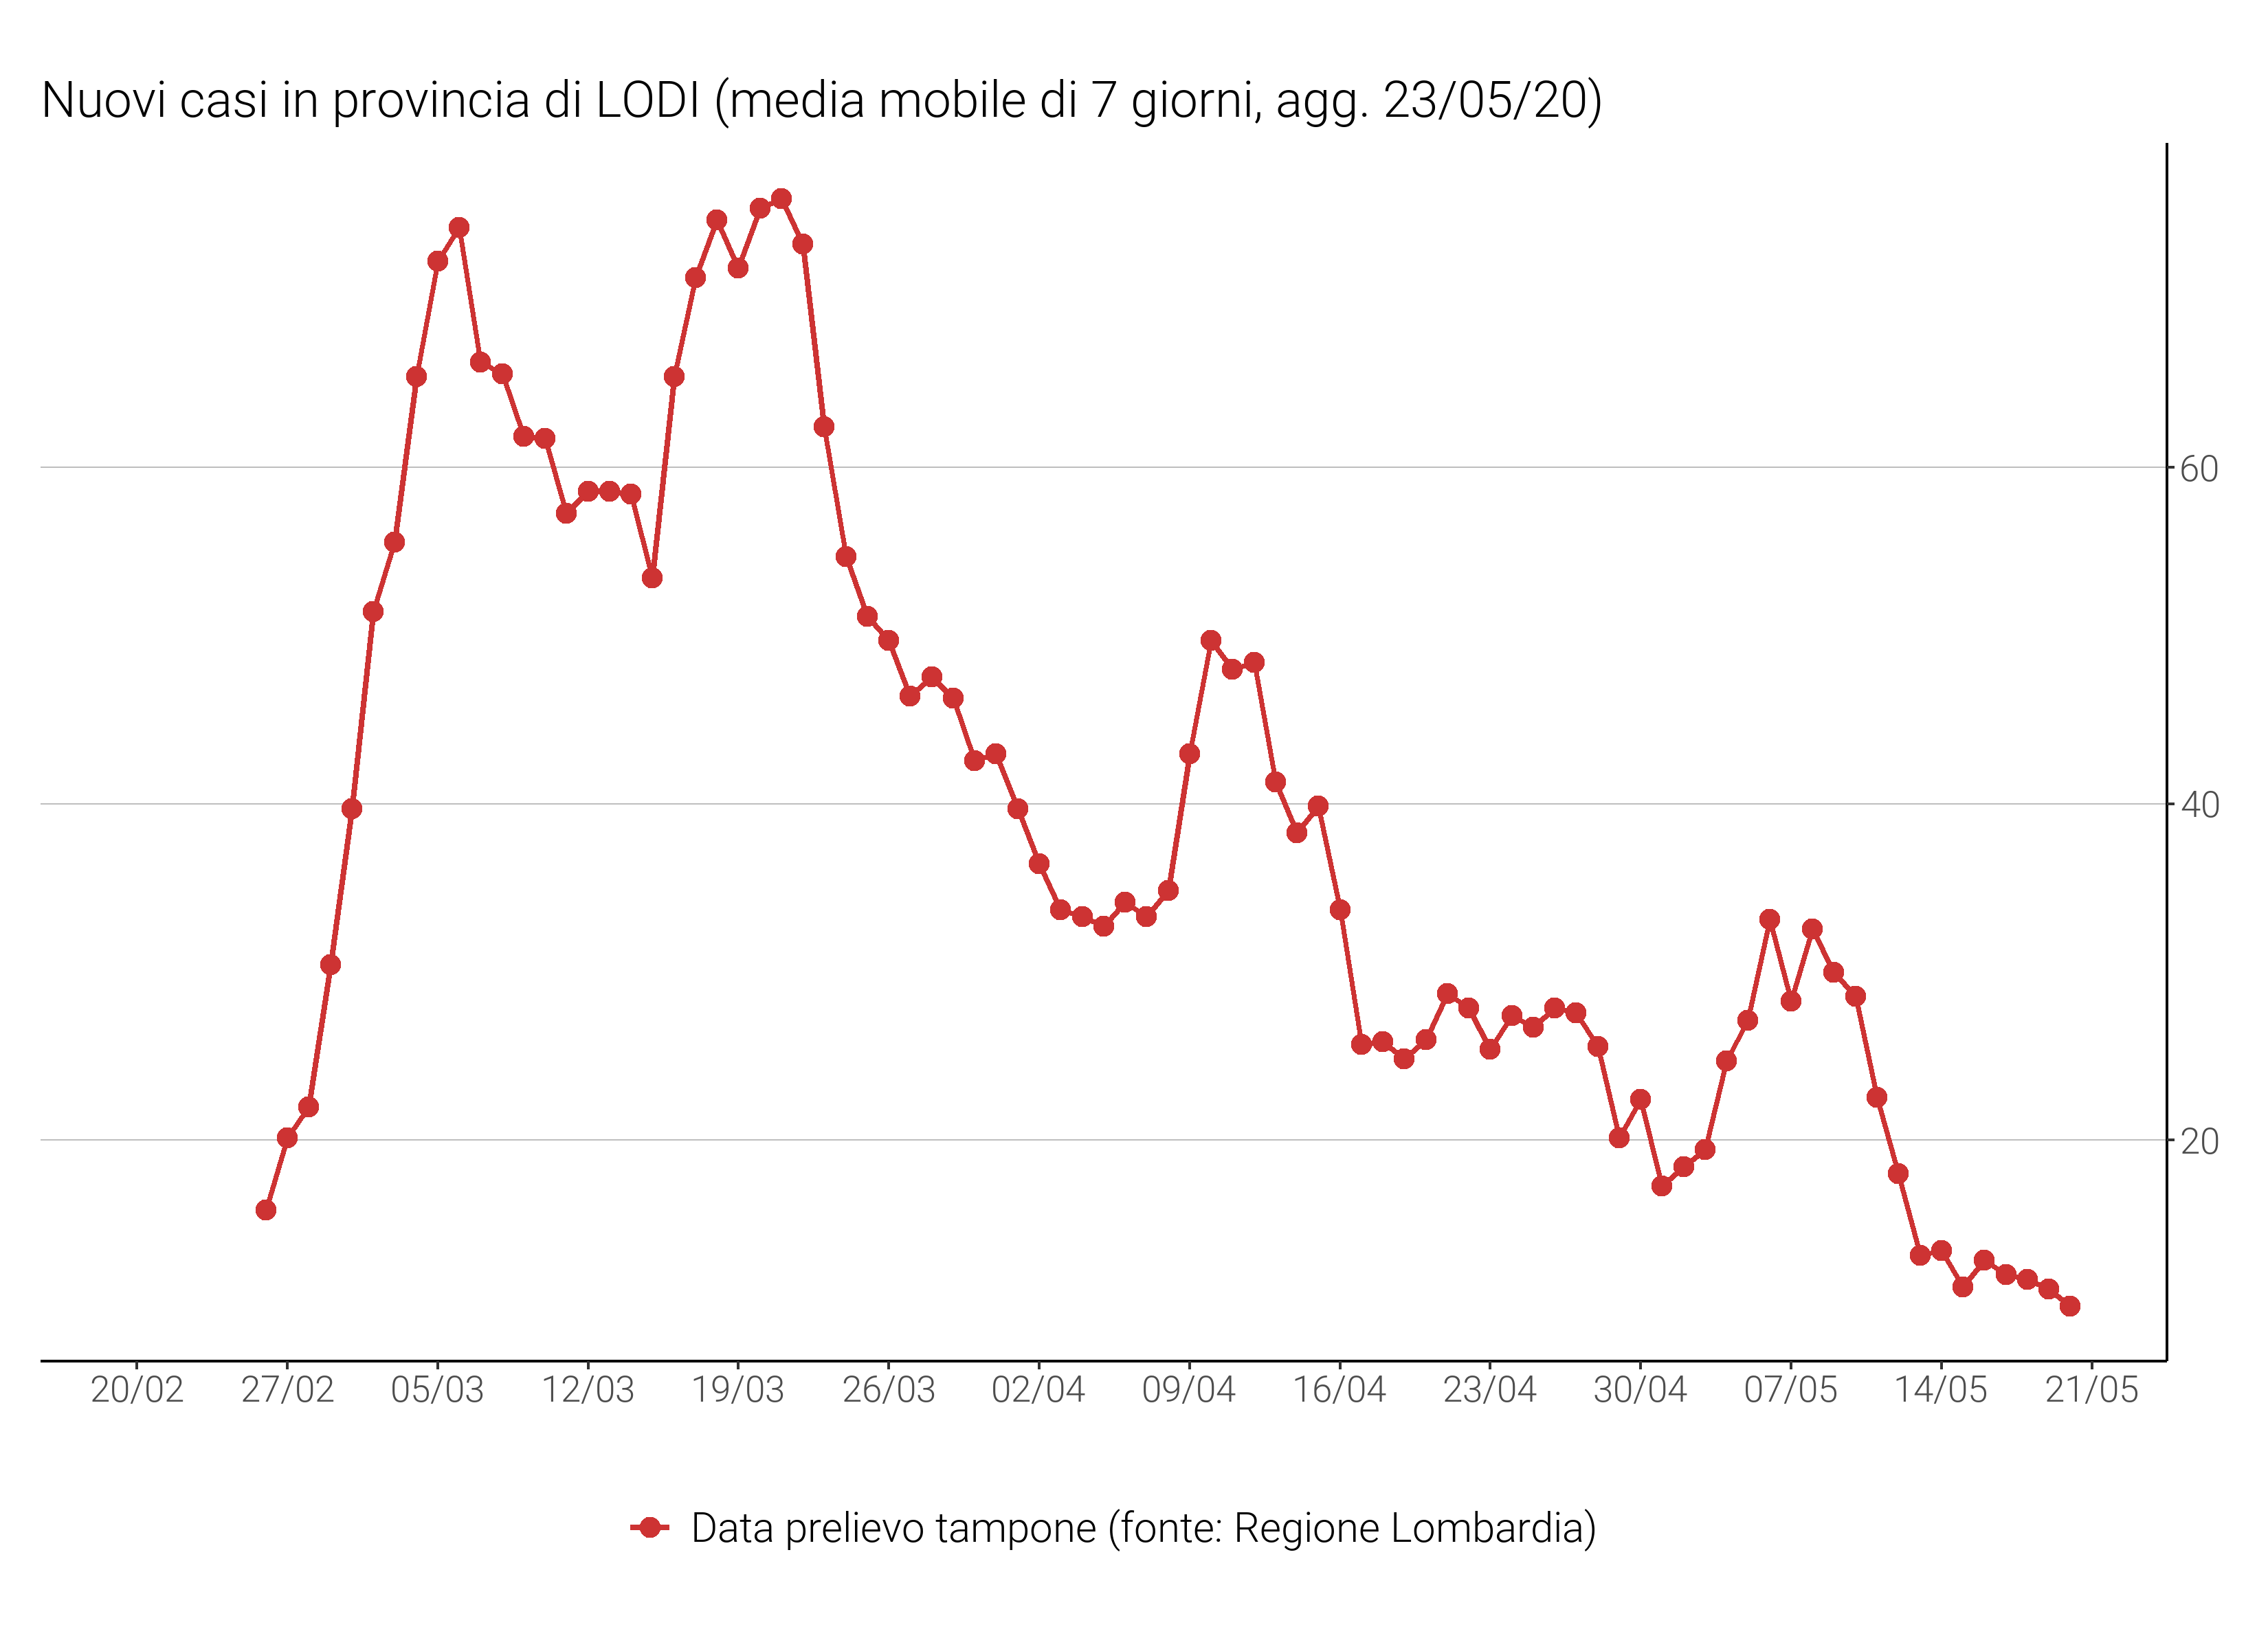 Nuovi casi in provincia di LODI (media mobile di 7 giorni, agg. 23/05/20)
60
40
20
20/02 27/02 05/03 12/03 19/03 26/03 02/04 09/04 16/04 23/04 30/04 07/05 14/05 21/05
Data prelievo tampone (fonte: Regione Lombardia)